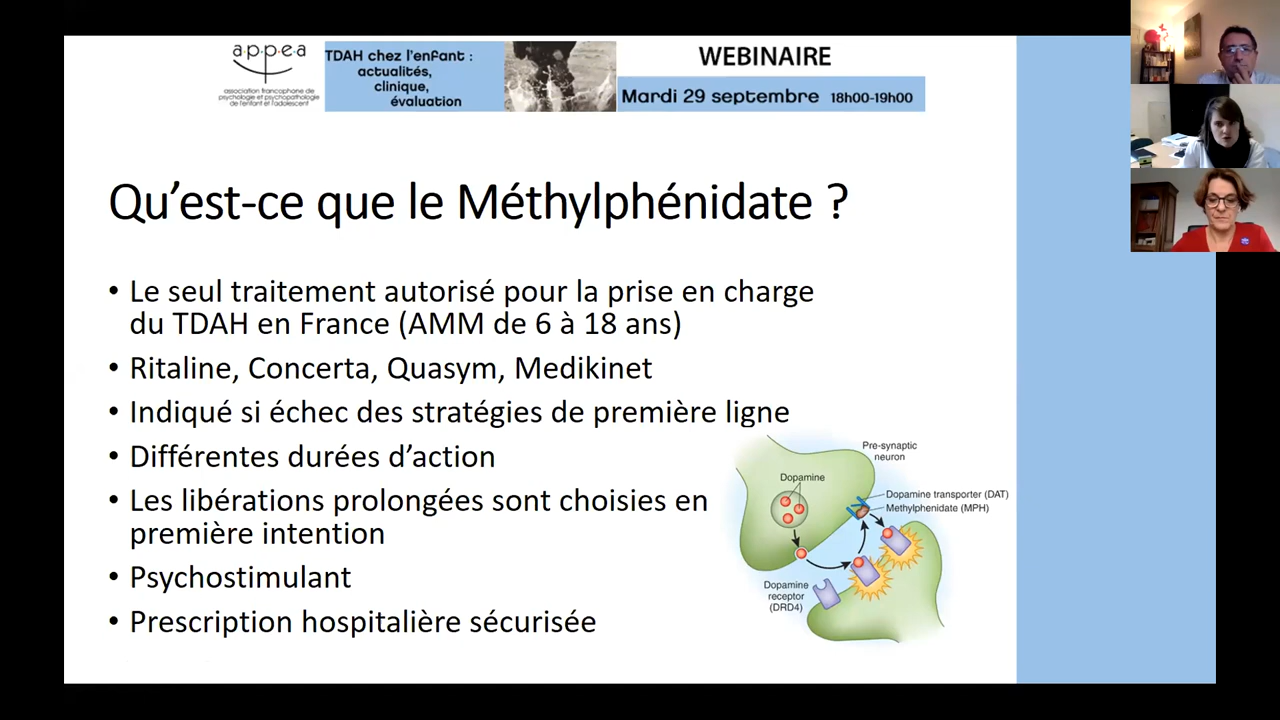 a·p·p·e·a
association francophone de
psychologie et psychopathologie
de l'enfant et l'adolescent
TDAH chez l'enfant :
actualités,
clinique,
évaluation
WEBINAIRE
Mardi 29 septembre 18h00-19h00
Qu'est-ce que le Méthylphénidate ?
• Le seul traitement autorisé pour la prise en charge
du TDAH en France (AMM de 6 à 18 ans)
• Ritaline, Concerta, Quasym, Medikinet
• Indiqué si échec des stratégies de première ligne
• Différentes durées d'action
• Les libérations prolongées sont choisies en
première intention
• Psychostimulant
• Prescription hospitalière sécurisée
Pre-synaptic
neuron
Dopamine
Dopamine transporter (DAT)
Methylphenidate (MPH)
Dopamine
receptor
(DRD4)